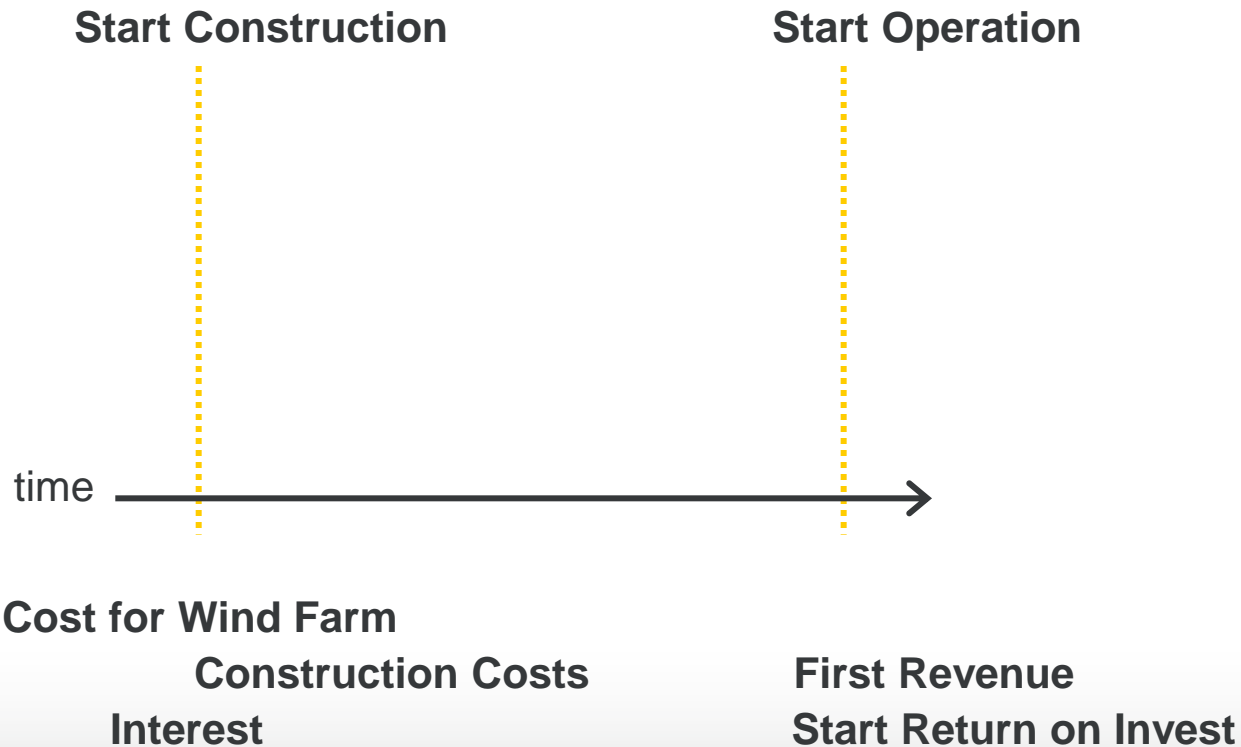 Start Construction Start Operation
time
Cost for Wind Farm
Construction Costs First Revenue
Interest Start Return on Invest